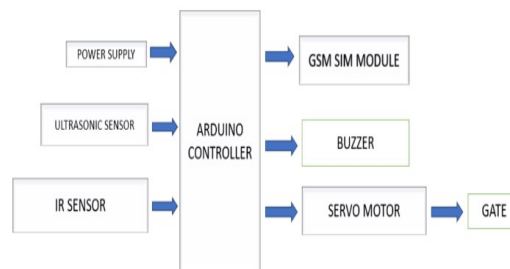 POWER SUPPLY
ULTRASONIC SENSOR
IR SENSOR
ARDUINO
CONTROLLER
GSM SIM MODULE
BUZZER
SERVO MOTOR
GATE